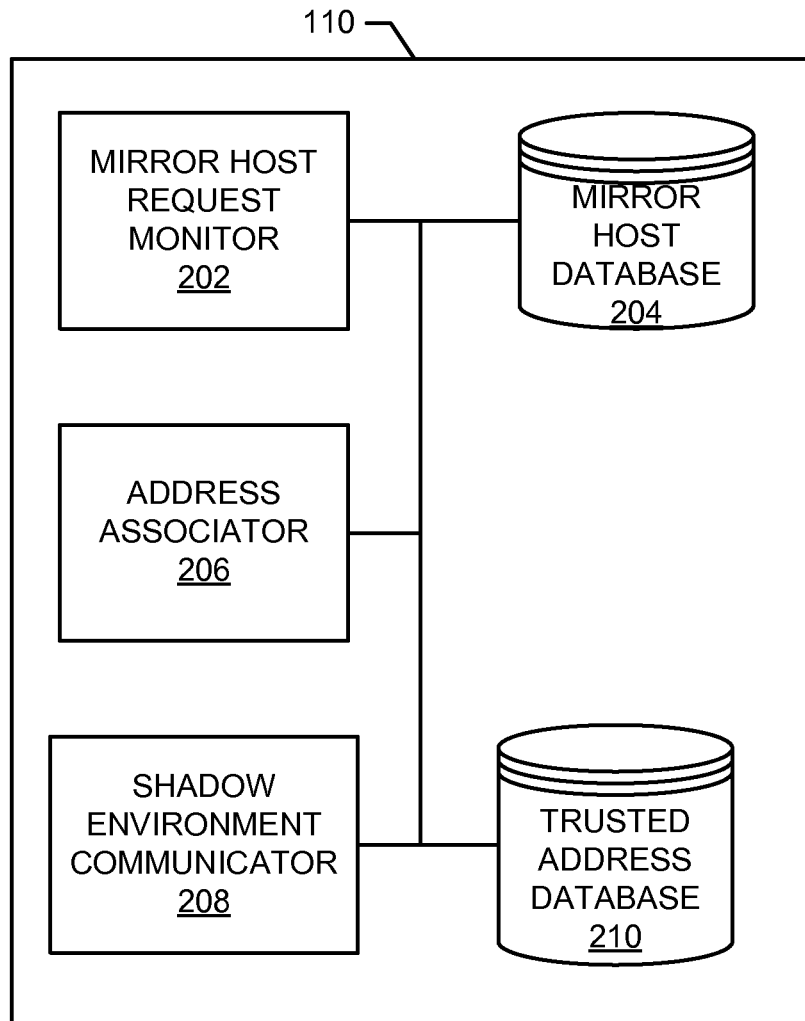 110
MIRROR HOST
REQUEST
MONITOR
202
MIRROR
HOST
DATABASE
204
ADDRESS
ASSOCIATOR
206
SHADOW
ENVIRONMENT
COMMUNICATOR
208
TRUSTED
ADDRESS
DATABASE
210